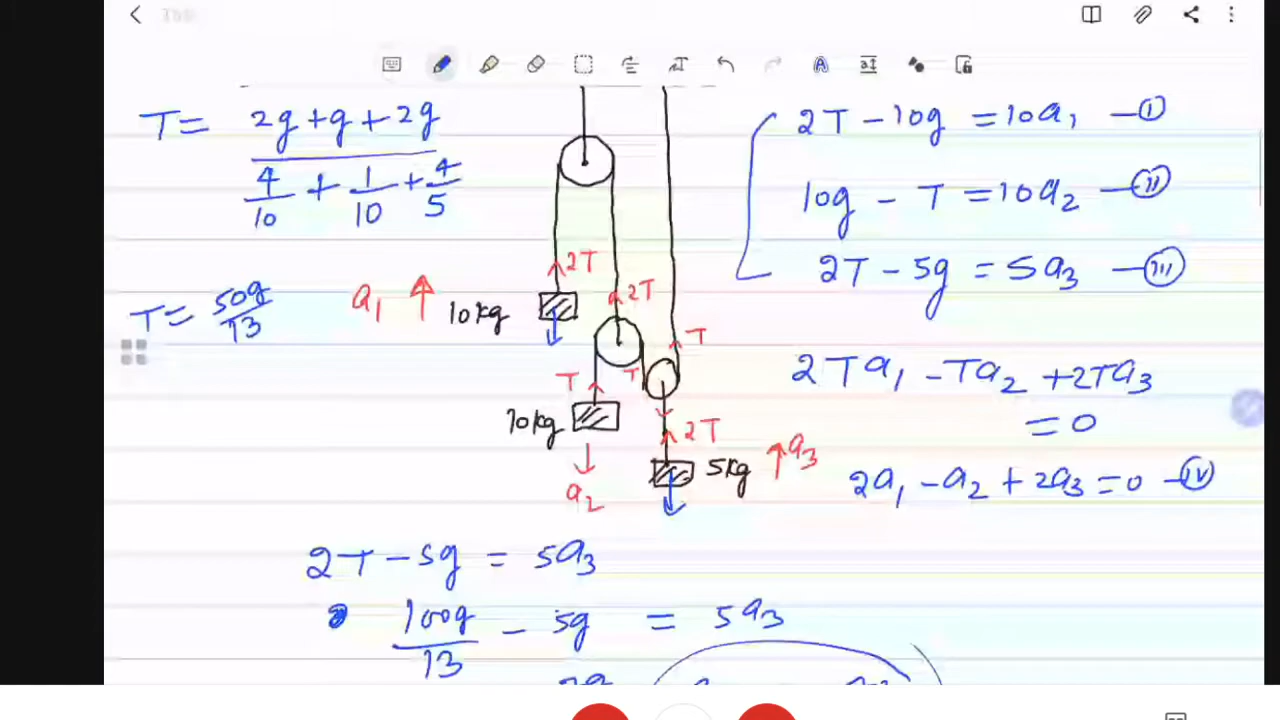 T = 2g + g + 2g / 4/10 + 1/10 + 4/5
T = 50g/13
a₁ ↑ 10kg
2T
2T
T
T
T
10kg
a₂
2T
5kg ↑ a₃
2T - 10g = 10a₁ - (I)
10g - T = 10a₂ - (II)
2T - 5g = 5a₃ - (III)
2Ta₁ - Ta₂ + 2Ta₃
= 0
2a₁ - a₂ + 2a₃ = 0 - (IV)
2T - 5g = 5a₃
100g/13 - 5g = 5a₃